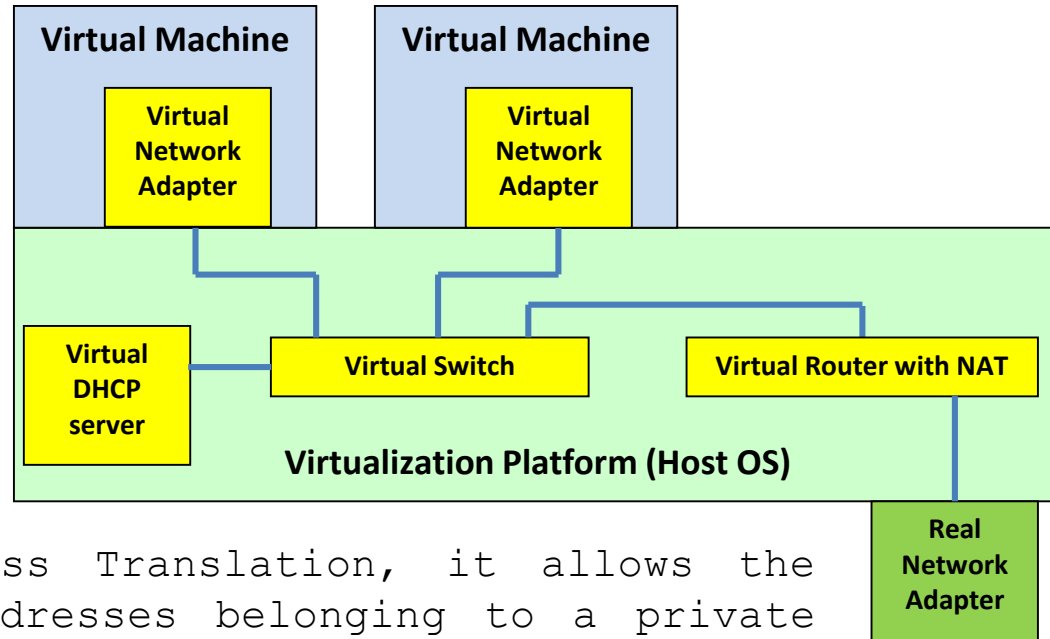 Virtual Machine
Virtual Machine
Virtual
Network
Adapter
Virtual
Network
Adapter
Virtual
DHCP
server
Virtual Switch
Virtual Router with NAT
Virtualization Platform (Host OS)
Real
Network
Adapter
ss Translation, it allows the
dresses belonging to a private